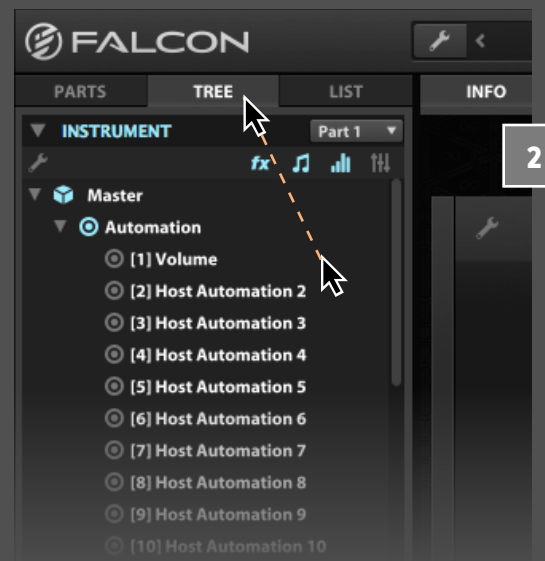 FALCON
PARTS TREE LIST INFO
INSTRUMENT Part 1
2
fx
Master
Automation
[1] Volume
[2] Host Automation 2
[3] Host Automation 3
[4] Host Automation 4
[5] Host Automation 5
[6] Host Automation 6
[7] Host Automation 7
[8] Host Automation 8
[9] Host Automation 9
[10] Host Automation 10